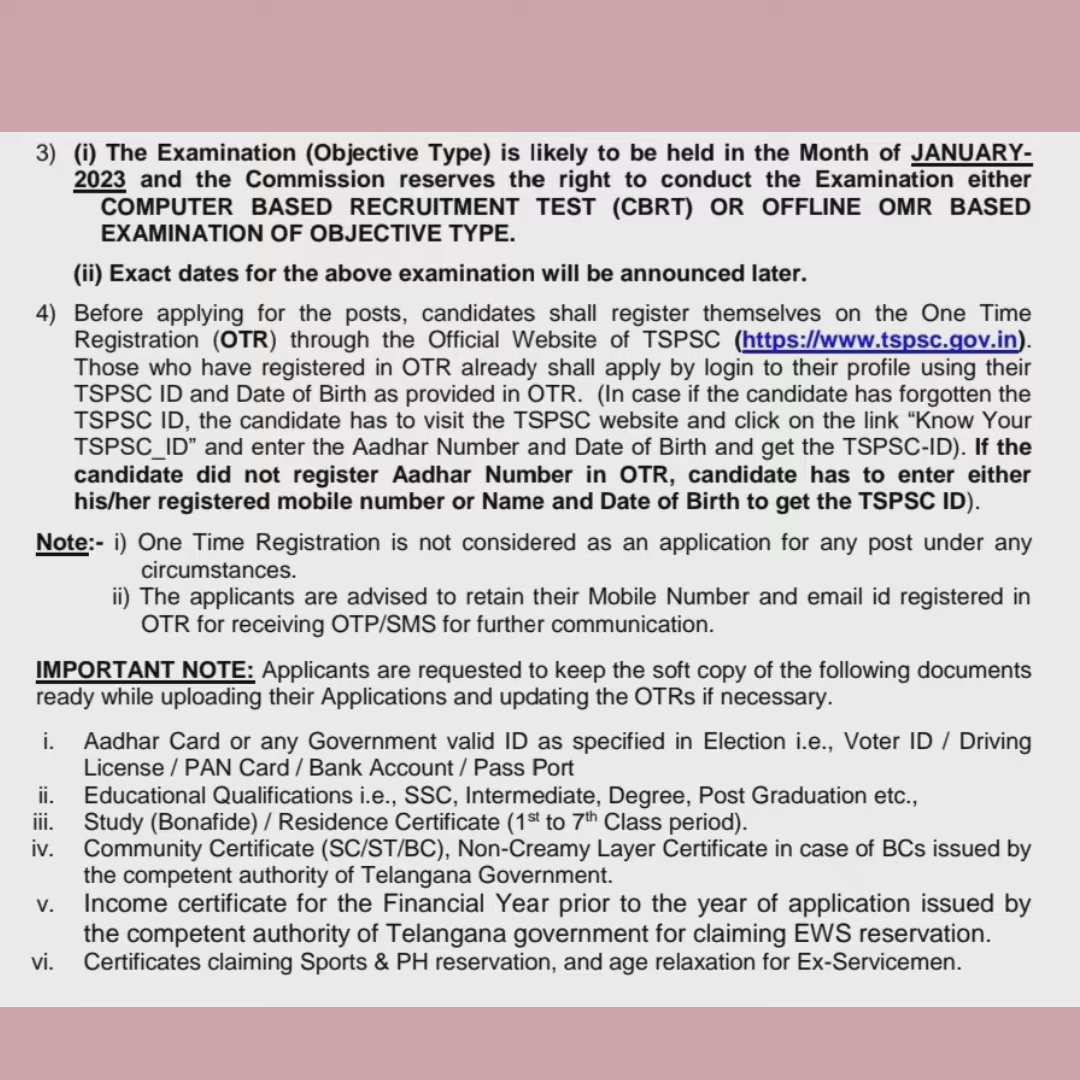 3) (i) The Examination (Objective Type) is likely to be held in the Month of JANUARY-
2023 and the Commission reserves the right to conduct the Examination either
COMPUTER BASED RECRUITMENT TEST (CBRT) OR OFFLINE OMR BASED
EXAMINATION OF OBJECTIVE TYPE.
(ii) Exact dates for the above examination will be announced later.
4) Before applying for the posts, candidates shall register themselves on the One Time
Registration (OTR) through the Official Website of TSPSC (https://www.tspsc.gov.in).
Those who have registered in OTR already shall apply by login to their profile using their
TSPSC ID and Date of Birth as provided in OTR. (In case if the candidate has forgotten the
TSPSC ID, the candidate has to visit the TSPSC website and click on the link “Know Your
TSPSC_ID” and enter the Aadhar Number and Date of Birth and get the TSPSC-ID). If the
candidate did not register Aadhar Number in OTR, candidate has to enter either
his/her registered mobile number or Name and Date of Birth to get the TSPSC ID).
Note:- i) One Time Registration is not considered as an application for any post under any
circumstances.
ii) The applicants are advised to retain their Mobile Number and email id registered in
OTR for receiving OTP/SMS for further communication.
IMPORTANT NOTE: Applicants are requested to keep the soft copy of the following documents
ready while uploading their Applications and updating the OTRs if necessary.
i. Aadhar Card or any Government valid ID as specified in Election i.e., Voter ID / Driving
License / PAN Card / Bank Account / Pass Port
ii. Educational Qualifications i.e., SSC, Intermediate, Degree, Post Graduation etc.,
iii. Study (Bonafide) / Residence Certificate (1st to 7th Class period).
iv. Community Certificate (SC/ST/BC), Non-Creamy Layer Certificate in case of BCs issued by
the competent authority of Telangana Government.
v. Income certificate for the Financial Year prior to the year of application issued by
the competent authority of Telangana government for claiming EWS reservation.
vi. Certificates claiming Sports & PH reservation, and age relaxation for Ex-Servicemen.